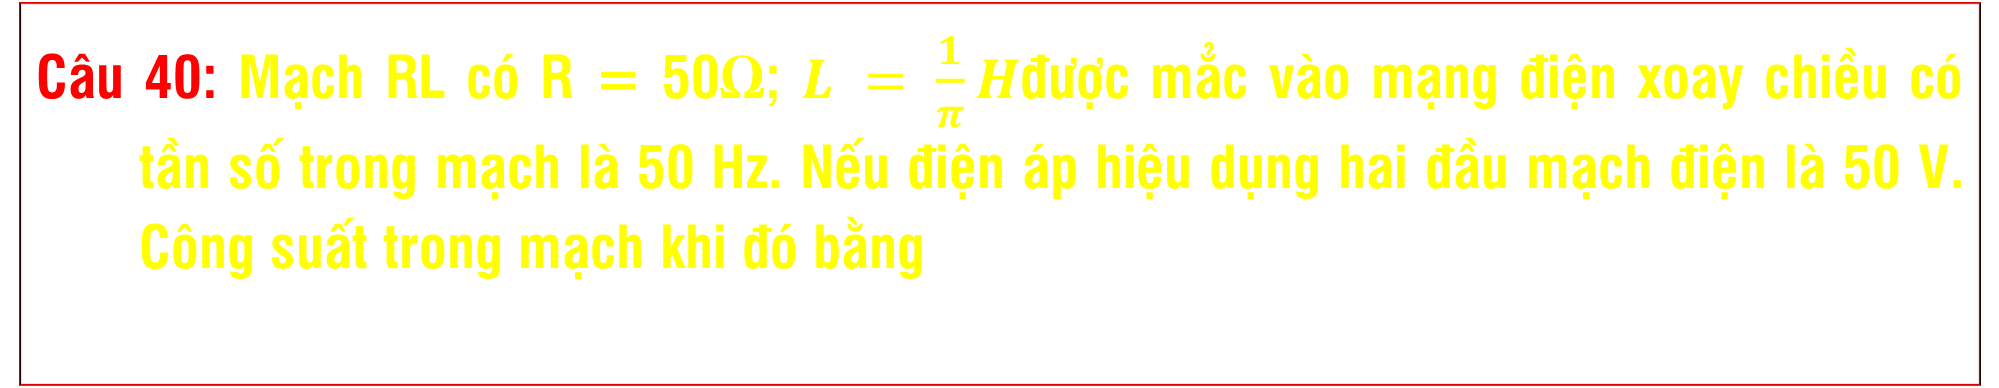 Câu 40: Mạch RL có R = 50Ω; L = 1/π H được mẳc vào mạng điện xoay chiều có
tần số trong mạch là 50 Hz. Nếu điện áp hiệu dụng hai đầu mạch điện là 50 V.
Công suất trong mạch khi đó bằng